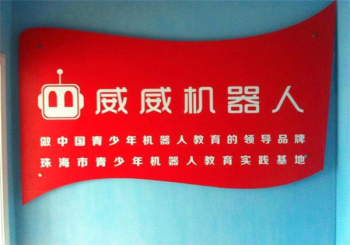 威威机器人
做中国青少年机器人教育的领导品牌
珠海市青少年机器人教育实践基地